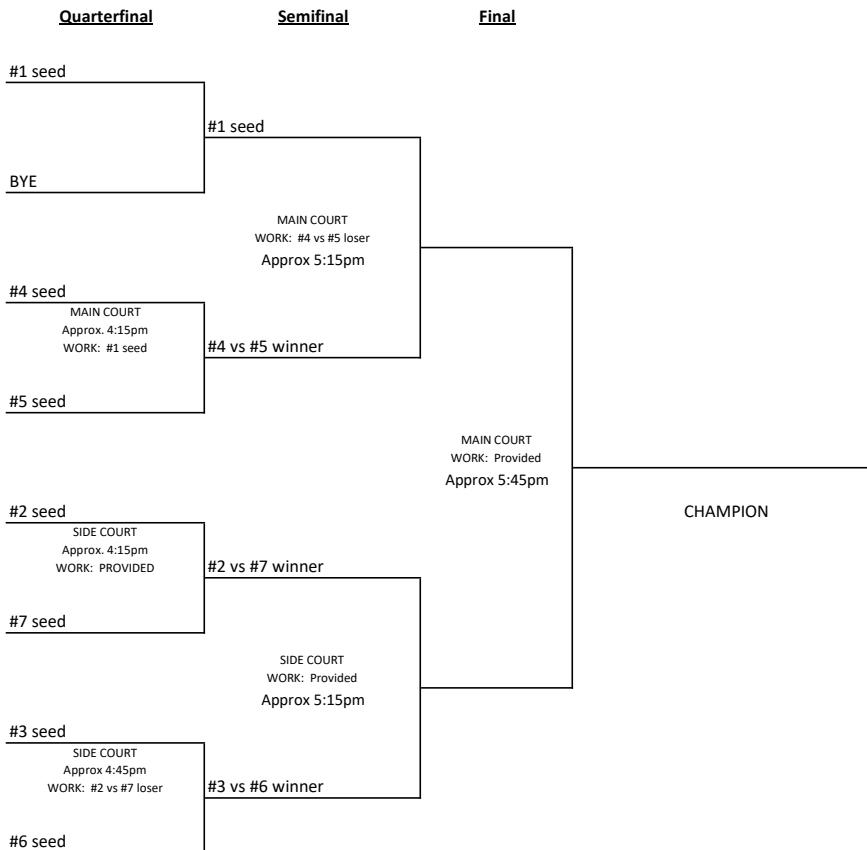 Quarterfinal Semifinal Final
#1 seed
#1 seed
BYE
MAIN COURT
WORK: #4 vs #5 loser
Approx 5:15pm
#4 seed
MAIN COURT
Approx. 4:15pm
WORK: #1 seed
#4 vs #5 winner
#5 seed
MAIN COURT
WORK: Provided
Approx 5:45pm
CHAMPION
#2 seed
SIDE COURT
Approx. 4:15pm
WORK: PROVIDED
#2 vs #7 winner
#7 seed
SIDE COURT
WORK: Provided
Approx 5:15pm
#3 seed
SIDE COURT
Approx 4:45pm
WORK: #2 vs #7 loser
#3 vs #6 winner
#6 seed